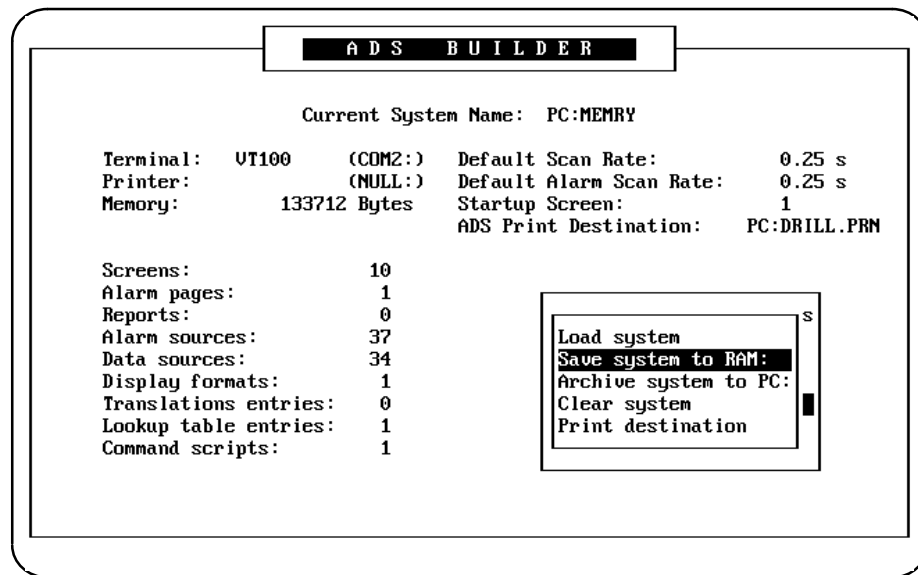 ADS BUILDER
Current System Name: PC:MEMRY
Terminal: VT100 (COM2:) Default Scan Rate: 0.25 s
Printer: (NULL:) Default Alarm Scan Rate: 0.25 s
Memory: 133712 Bytes Startup Screen: 1
ADS Print Destination: PC:DRILL.PRN
Screens: 10
Alarm pages: 1
Reports: 0
Alarm sources: 37
Data sources: 34
Display formats: 1
Translations entries: 0
Lookup table entries: 1
Command scripts: 1
s
Load system
Save system to RAM:
Archive system to PC:
Clear system
Print destination